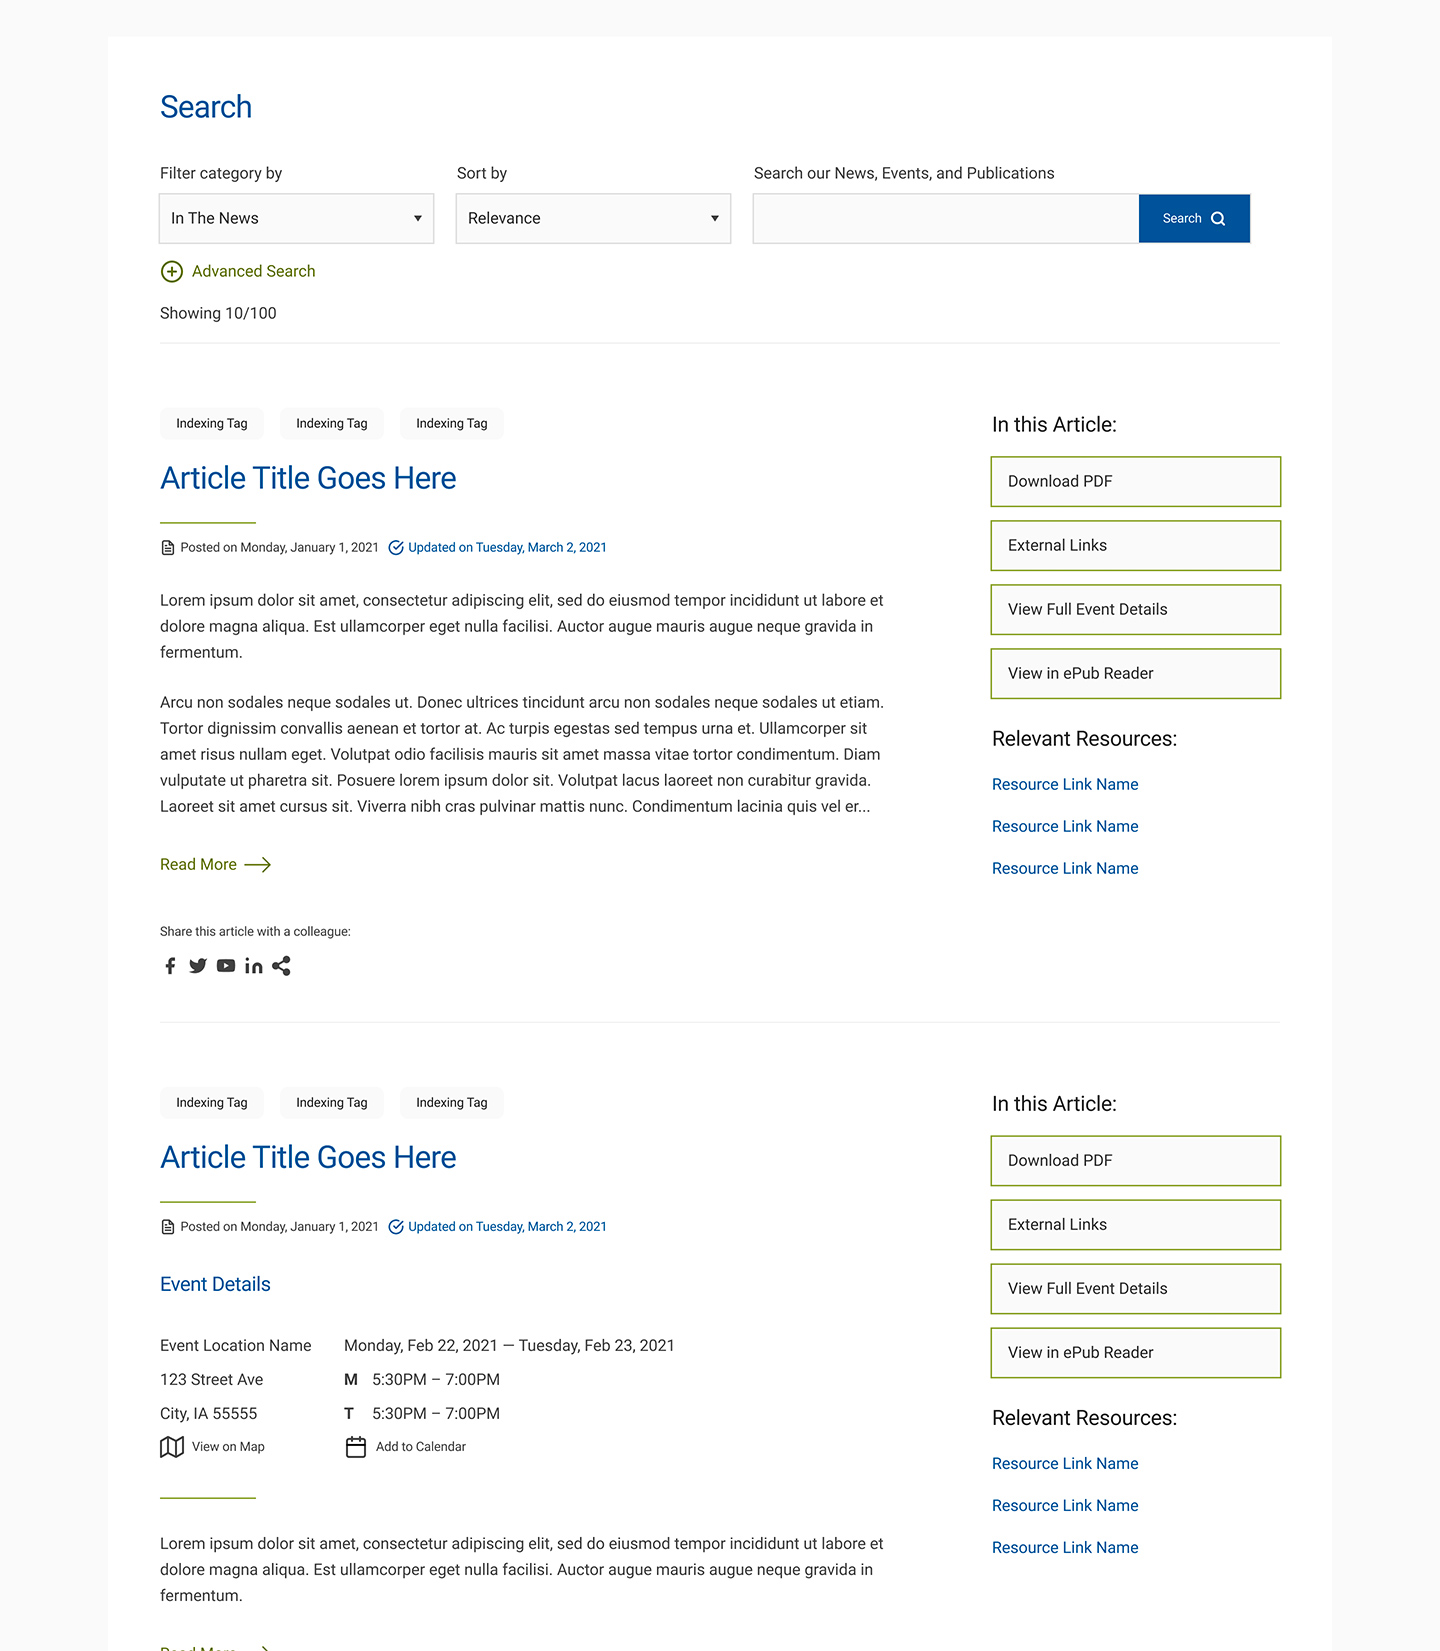 Search
Filter category by
Sort by
Search our News, Events, and Publications
In The News
Relevance
Search
Advanced Search
Showing 10/100
Indexing Tag
Indexing Tag
Indexing Tag
Article Title Goes Here
Posted on Monday, January 1, 2021
Updated on Tuesday, March 2, 2021
Lorem ipsum dolor sit amet, consectetur adipiscing elit, sed do eiusmod tempor incididunt ut labore et
dolore magna aliqua. Est ullamcorper eget nulla facilisi. Auctor augue mauris augue neque gravida in
fermentum.
Arcu non sodales neque sodales ut. Donec ultrices tincidunt arcu non sodales neque sodales ut etiam.
Tortor dignissim convallis aenean et tortor at. Ac turpis egestas sed tempus urna et. Ullamcorper sit
amet risus nullam eget. Volutpat odio facilisis mauris sit amet massa vitae tortor condimentum. Diam
vulputate ut pharetra sit. Posuere lorem ipsum dolor sit. Volutpat lacus laoreet non curabitur gravida.
Laoreet sit amet cursus sit. Viverra nibh cras pulvinar mattis nunc. Condimentum lacinia quis vel er...
Read More
Share this article with a colleague:
In this Article:
Download PDF
External Links
View Full Event Details
View in ePub Reader
Relevant Resources:
Resource Link Name
Resource Link Name
Resource Link Name
Indexing Tag
Indexing Tag
Indexing Tag
Article Title Goes Here
Posted on Monday, January 1, 2021
Updated on Tuesday, March 2, 2021
Event Details
Event Location Name
123 Street Ave
City, IA 55555
View on Map
Monday, Feb 22, 2021 — Tuesday, Feb 23, 2021
M 5:30PM – 7:00PM
T 5:30PM – 7:00PM
Add to Calendar
Lorem ipsum dolor sit amet, consectetur adipiscing elit, sed do eiusmod tempor incididunt ut labore et
dolore magna aliqua. Est ullamcorper eget nulla facilisi. Auctor augue mauris augue neque gravida in
fermentum.
Read More
In this Article:
Download PDF
External Links
View Full Event Details
View in ePub Reader
Relevant Resources:
Resource Link Name
Resource Link Name
Resource Link Name